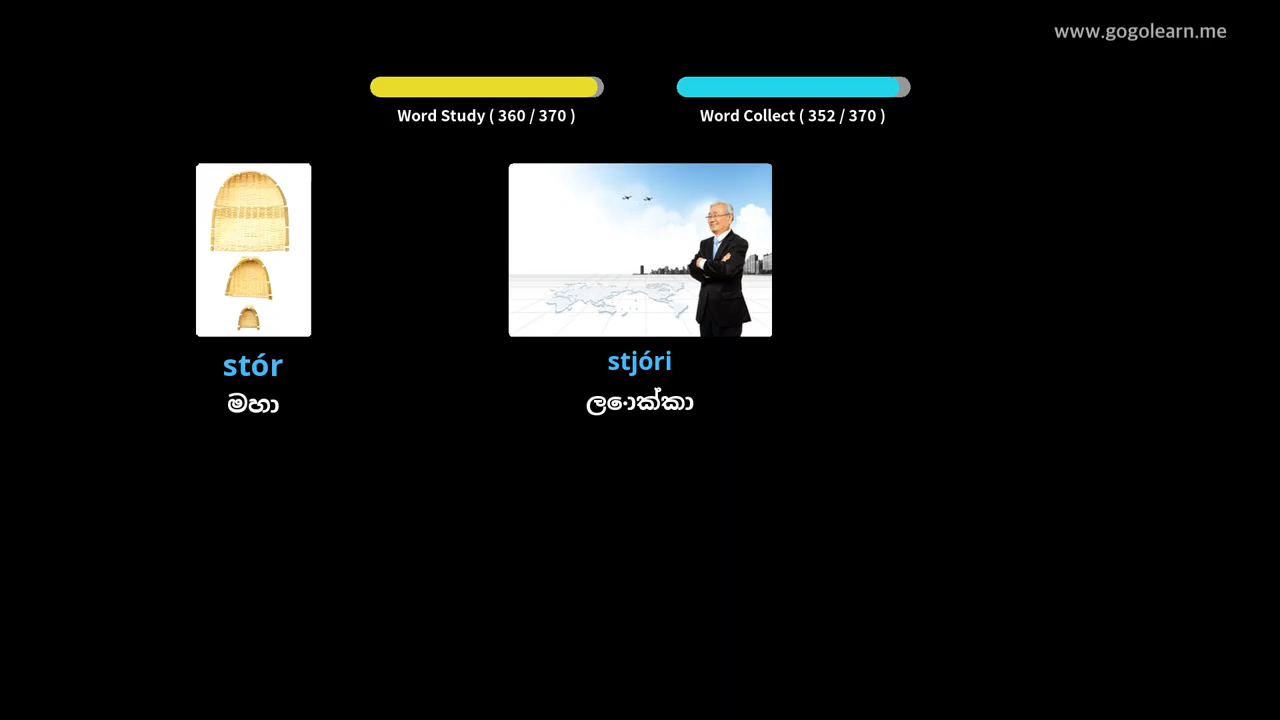 www.gogolearn.me
Word Study ( 360 / 370 )
Word Collect ( 352 / 370 )
stór
මහා
stjóri
ලොක්කා